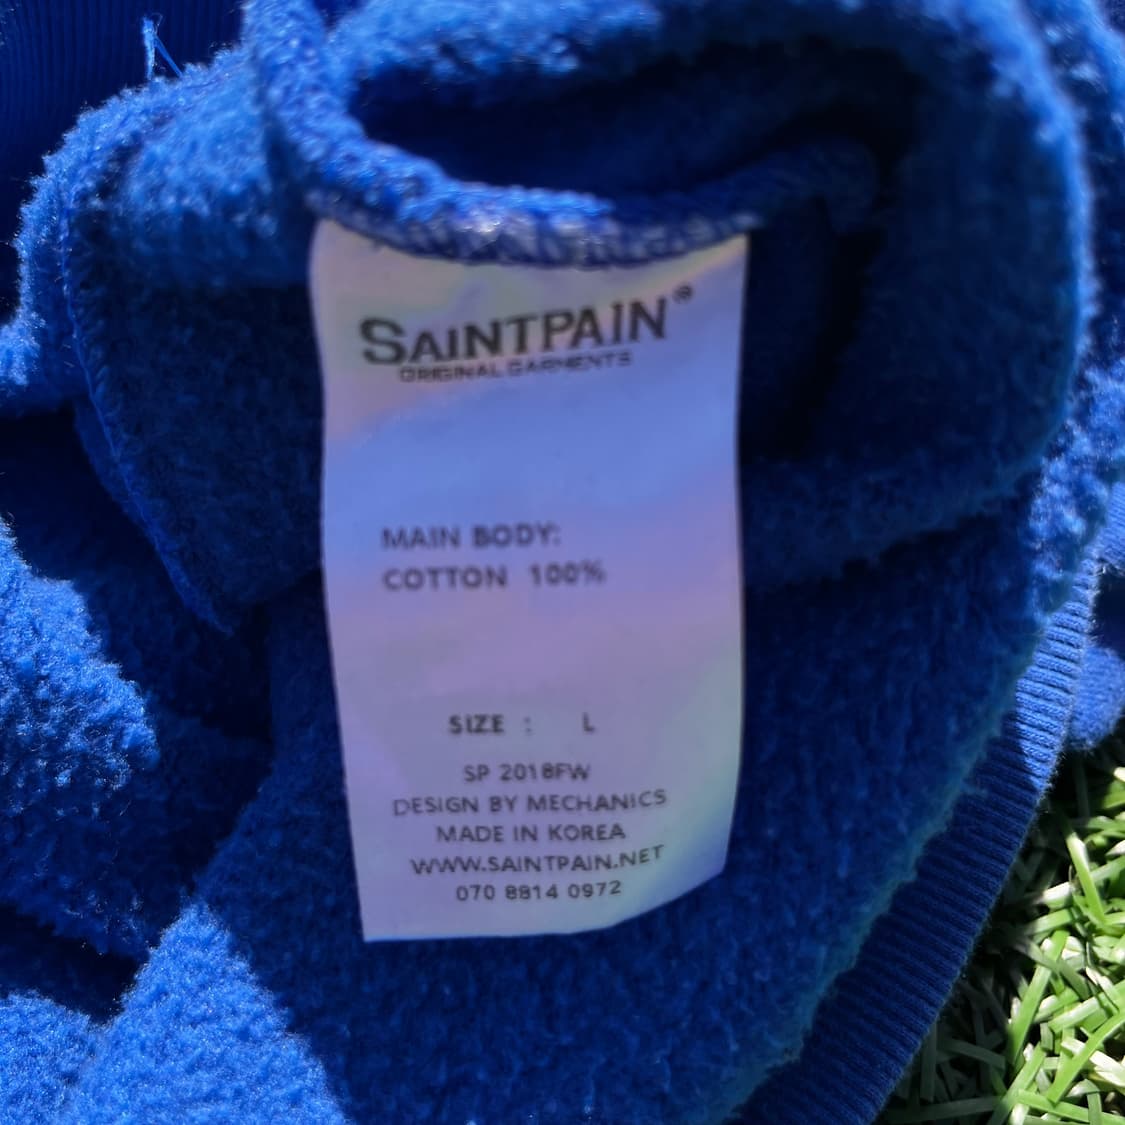 SAINTPAIN®
ORIGINAL GARMENTS
MAIN BODY:
COTTON 100%
SIZE : L
SP 2018FW
DESIGN BY MECHANICS
MADE IN KOREA
WWW.SAINTPAIN.NET
070 8814 0972